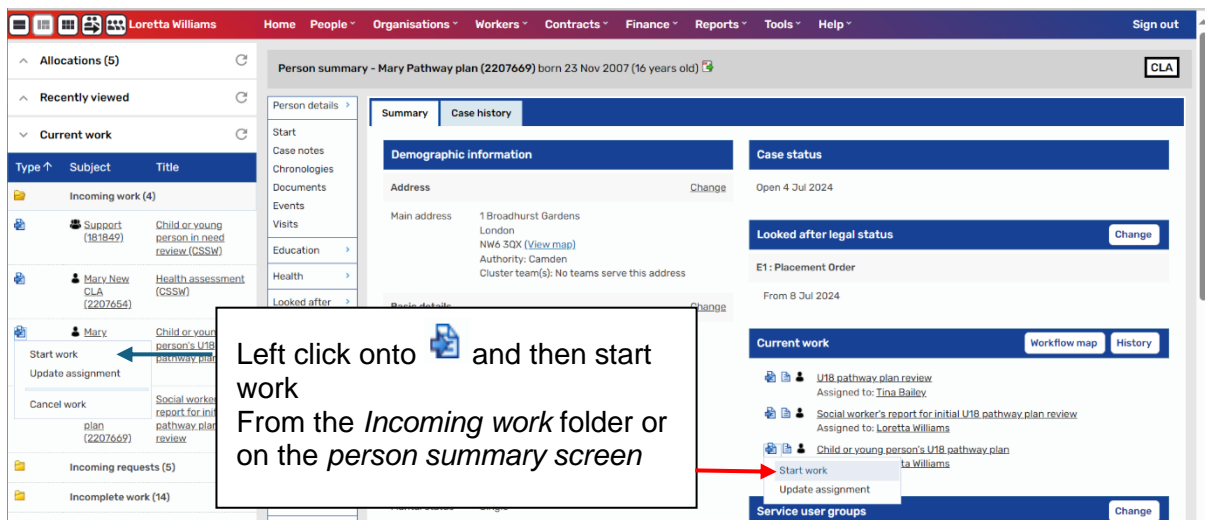 Loretta Williams
Home People Organisations Workers Contracts Finance Reports Tools Help Sign out
Allocations (5)
Recently viewed
Current work
Type Subject Title
Incoming work (4)
Support (181849)
Child or young person in need review (CSSW)
Mary New CLA (2207654)
Health assessment (CSSW)
Mary
Child or youn
person's U18
pathway plan
Start work
Update assignment
Cancel work
plan (2207669)
Social worker
report for init
pathway plan
review
Incoming requests (5)
Incomplete work (14)
Person summary - Mary Pathway plan (2207669) born 23 Nov 2007 (16 years old)
CLA
Person details
Start
Case notes
Chronologies
Documents
Events
Visits
Education
Health
Looked after
Summary Case history
Demographic information
Address Change
Main address 1 Broadhurst Gardens
London
NW6 3QX (View map)
Authority: Camden
Cluster team(s): No teams serve this address
Basic details Change
Case status
Open 4 Jul 2024
Looked after legal status Change
E1 : Placement Order
From 8 Jul 2024
Current work Workflow map History
U18 pathway plan review
Assigned to: Tina Bailey
Social worker's report for initial U18 pathway plan review
Assigned to: Loretta Williams
Child or young person's U18 pathway plan
ta Williams
Start work
Update assignment
Service user groups Change
Left click onto and then start
work
From the Incoming work folder or
on the person summary screen